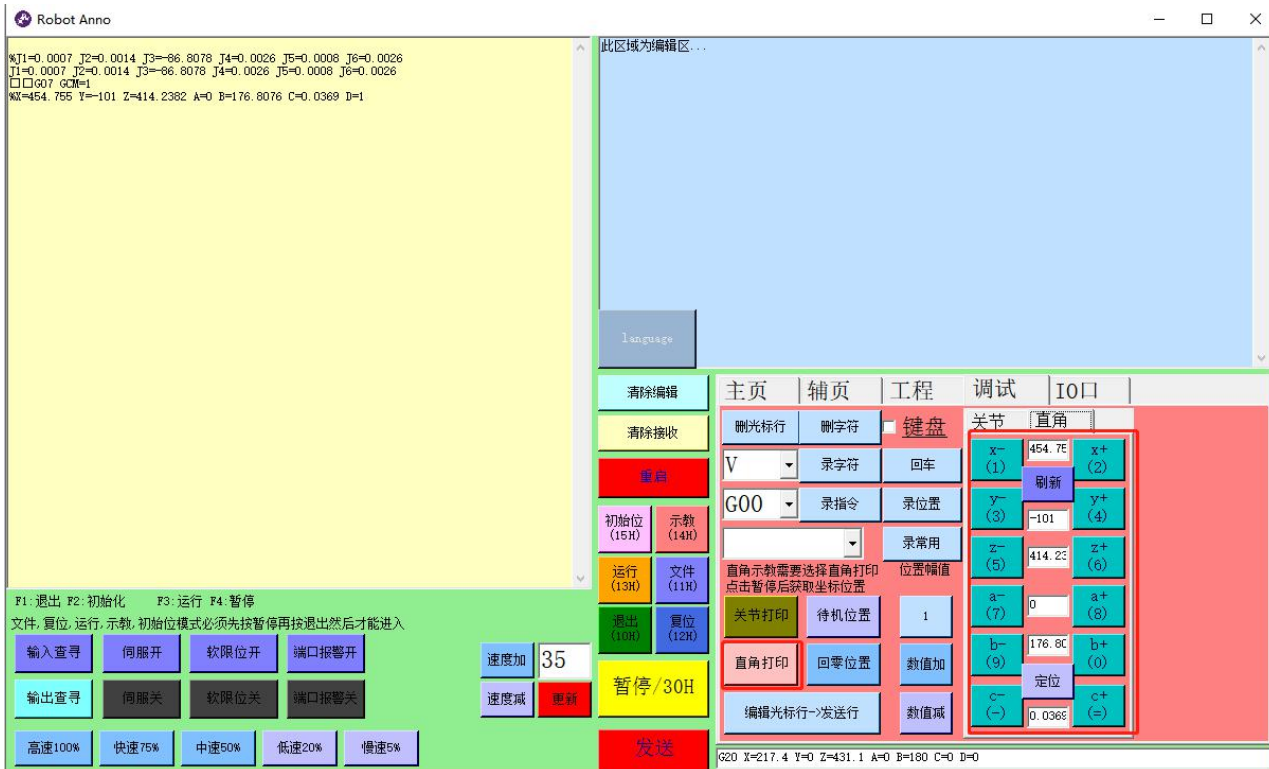 Robot Anno
%J1=0.0007 J2=0.0014 J3=-86.8078 J4=0.0026 J5=0.0008 J6=0.0026
J1=0.0007 J2=0.0014 J3=-86.8078 J4=0.0026 J5=0.0008 J6=0.0026
□□G07 GCM=1
%X=454.755 Y=-101 Z=414.2382 A=0 B=176.8076 C=0.0369 D=1
此区域为编辑区...
language
清除编辑
清除接收
重启
初始位(15H) 示教(14H)
运行(13H) 文件(11H)
退出(10H) 复位(12H)
暂停/30H
发送
主页 辅页 工程 调试 IO口
删光标行 删字符 键盘
V 录字符 回车
G00 录指令 录位置
录常用
直角示教需要选择直角打印 位置幅值
点击暂停后获取坐标位置
关节打印 待机位置 1
直角打印 回零位置 数值加
编辑光标行->发送行 数值减
关节 直角
x-(1) 454.75 x+(2)
刷新
y-(3) -101 y+(4)
z-(5) 414.23 z+(6)
a-(7) 0 a+(8)
b-(9) 176.80 b+(0)
定位
c-(-) 0.0369 c+(=)
G20 X=217.4 Y=0 Z=431.1 A=0 B=180 C=0 D=0
F1:退出 F2:初始化 F3:运行 F4:暂停
文件,复位,运行,示教,初始位模式必须先按暂停再按退出然后才能进入
输入查寻 伺服开 软限位开 端口报警开
速度加 35
输出查寻 伺服关 软限位关 端口报警关
速度减 更新
高速100% 快速75% 中速50% 低速20% 慢速5%